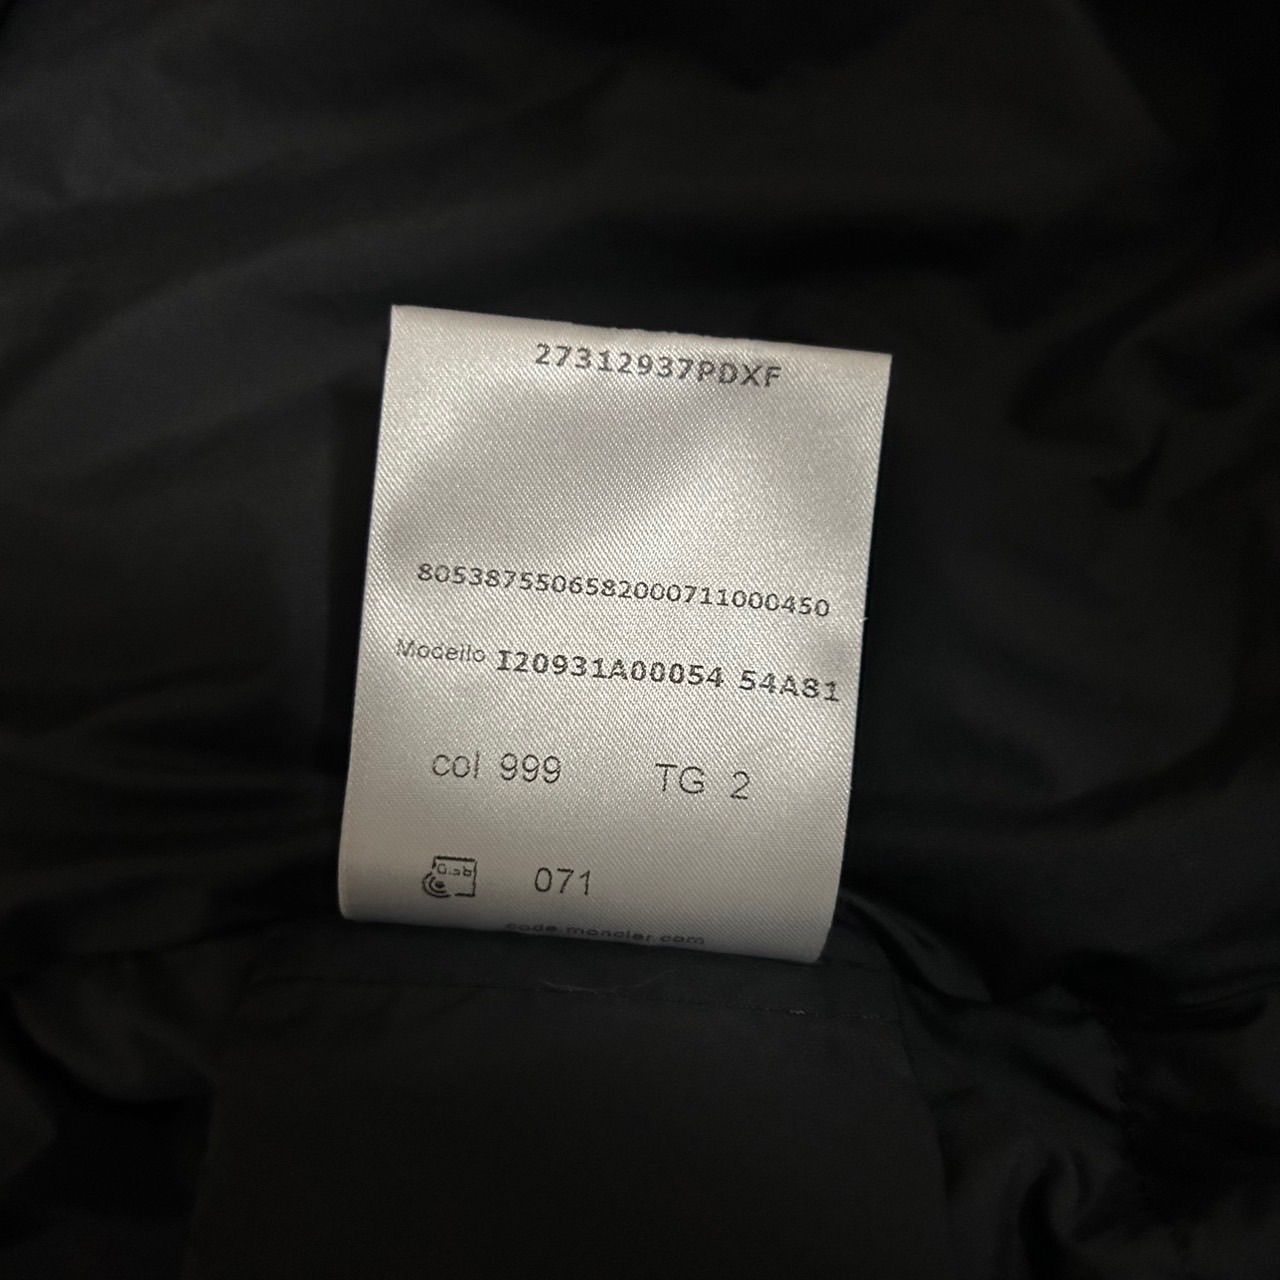 27312937PDXF
8053875506582000711000450
Modello I20931A00054 54A81
col 999 TG 2
071
code.moncler.com